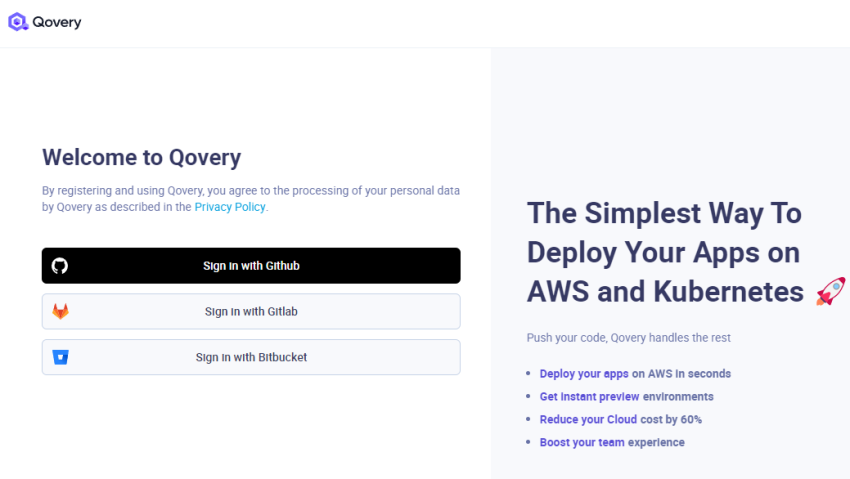 Qovery
Welcome to Qovery
By registering and using Qovery, you agree to the processing of your personal data
by Qovery as described in the Privacy Policy.
Sign in with Github
Sign in with Gitlab
Sign in with Bitbucket
The Simplest Way To
Deploy Your Apps on
AWS and Kubernetes 🚀
Push your code, Qovery handles the rest
• Deploy your apps on AWS in seconds
• Get instant preview environments
• Reduce your Cloud cost by 60%
• Boost your team experience